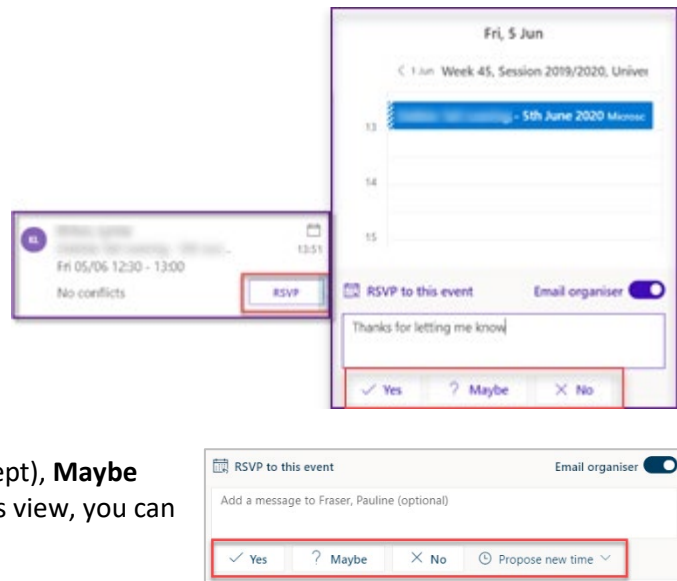 Fri, 5 Jun
1 Jun Week 45, Session 2019/2020, Univer
- 5th June 2020 Microsc
13
14
15
KL
13:51
Fri 05/06 12:30 - 13:00
No conflicts
RSVP
RSVP to this event Email organiser
Thanks for letting me know
Yes ? Maybe No
ept), Maybe
s view, you can
RSVP to this event Email organiser
Add a message to Fraser, Pauline (optional)
Yes ? Maybe No Propose new time